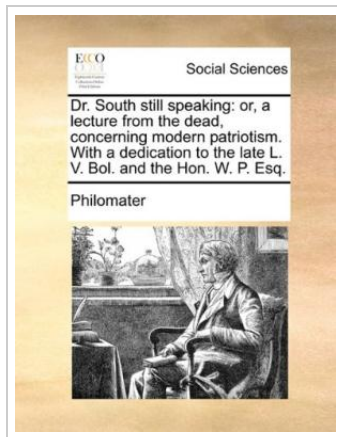 ECCO
Social Sciences
Dr. South still speaking: or, a
lecture from the dead,
concerning modern patriotism.
With a dedication to the late L.
V. Bol. and the Hon. W. P. Esq.
Philomater